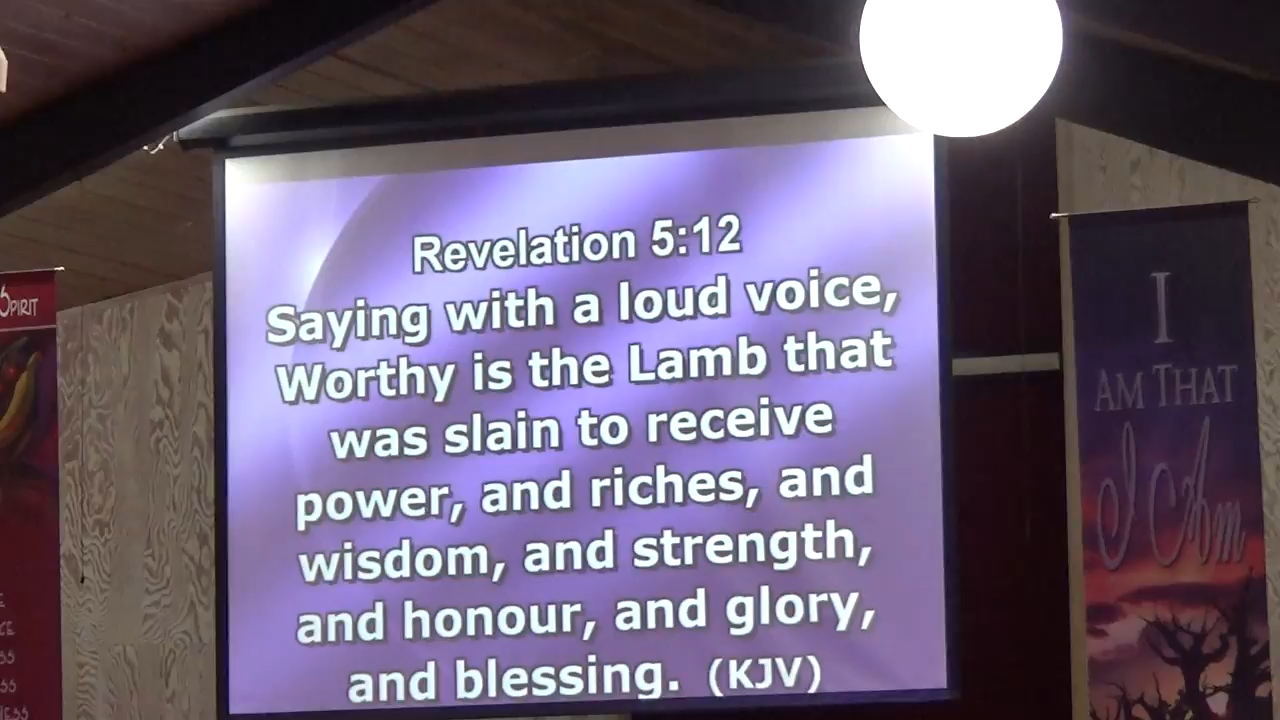 Revelation 5:12
Saying with a loud voice,
Worthy is the Lamb that
was slain to receive
power, and riches, and
wisdom, and strength,
and honour, and glory,
and blessing. (KJV)
SPIRIT
I
AM THAT
I Am